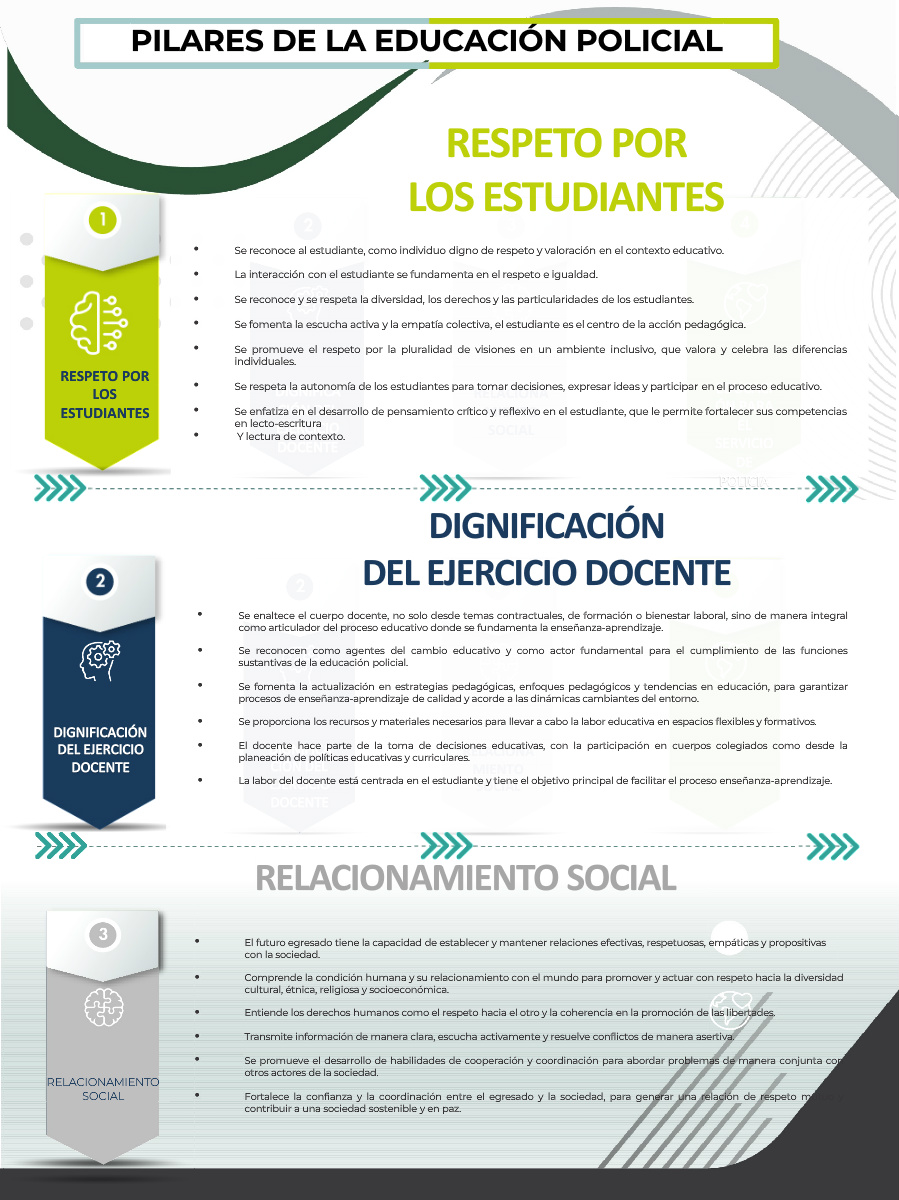 PILARES DE LA EDUCACIÓN POLICIAL
RESPETO POR
LOS ESTUDIANTES
1
RESPETO POR
LOS
ESTUDIANTES
• Se reconoce al estudiante, como individuo digno de respeto y valoración en el contexto educativo.
• La interacción con el estudiante se fundamenta en el respeto e igualdad.
• Se reconoce y se respeta la diversidad, los derechos y las particularidades de los estudiantes.
• Se fomenta la escucha activa y la empatía colectiva, el estudiante es el centro de la acción pedagógica.
• Se promueve el respeto por la pluralidad de visiones en un ambiente inclusivo, que valora y celebra las diferencias
individuales.
• Se respeta la autonomía de los estudiantes para tomar decisiones, expresar ideas y participar en el proceso educativo.
• Se enfatiza en el desarrollo de pensamiento crítico y reflexivo en el estudiante, que le permite fortalecer sus competencias
en lecto-escritura
• Y lectura de contexto.
DIGNIFICACIÓN
DEL EJERCICIO DOCENTE
2
DIGNIFICACIÓN
DEL EJERCICIO
DOCENTE
• Se enaltece el cuerpo docente, no solo desde temas contractuales, de formación o bienestar laboral, sino de manera integral
como articulador del proceso educativo donde se fundamenta la enseñanza-aprendizaje.
• Se reconocen como agentes del cambio educativo y como actor fundamental para el cumplimiento de las funciones
sustantivas de la educación policial.
• Se fomenta la actualización en estrategias pedagógicas, enfoques pedagógicos y tendencias en educación, para garantizar
procesos de enseñanza-aprendizaje de calidad y acorde a las dinámicas cambiantes del entorno.
• Se proporciona los recursos y materiales necesarios para llevar a cabo la labor educativa en espacios flexibles y formativos.
• El docente hace parte de la toma de decisiones educativas, con la participación en cuerpos colegiados como desde la
planeación de políticas educativas y curriculares.
• La labor del docente está centrada en el estudiante y tiene el objetivo principal de facilitar el proceso enseñanza-aprendizaje.
RELACIONAMIENTO SOCIAL
3
RELACIONAMIENTO
SOCIAL
• El futuro egresado tiene la capacidad de establecer y mantener relaciones efectivas, respetuosas, empáticas y propositivas
con la sociedad.
• Comprende la condición humana y su relacionamiento con el mundo para promover y actuar con respeto hacia la diversidad
cultural, étnica, religiosa y socioeconómica.
• Entiende los derechos humanos como el respeto hacia el otro y la coherencia en la promoción de las libertades.
• Transmite información de manera clara, escucha activamente y resuelve conflictos de manera asertiva.
• Se promueve el desarrollo de habilidades de cooperación y coordinación para abordar problemas de manera conjunta con
otros actores de la sociedad.
• Fortalece la confianza y la coordinación entre el egresado y la sociedad, para generar una relación de respeto
contribuir a una sociedad sostenible y en paz.